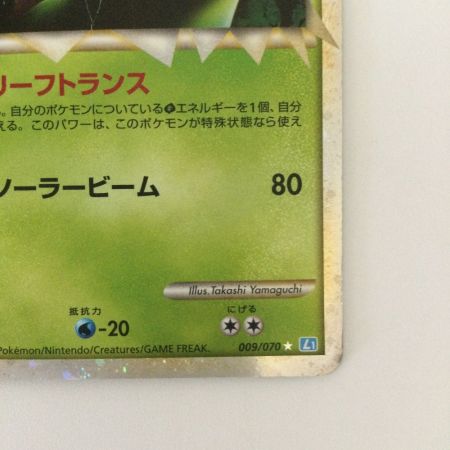 リーフトランス
。自分のポケモンについているエネルギーを1個、自分
える。このパワーは、このポケモンが特殊状態なら使え
ソーラービーム 80
Illus. Takashi Yamaguchi
抵抗力 にげる
-20
Pokémon/Nintendo/Creatures/GAME FREAK.
009/070 L1